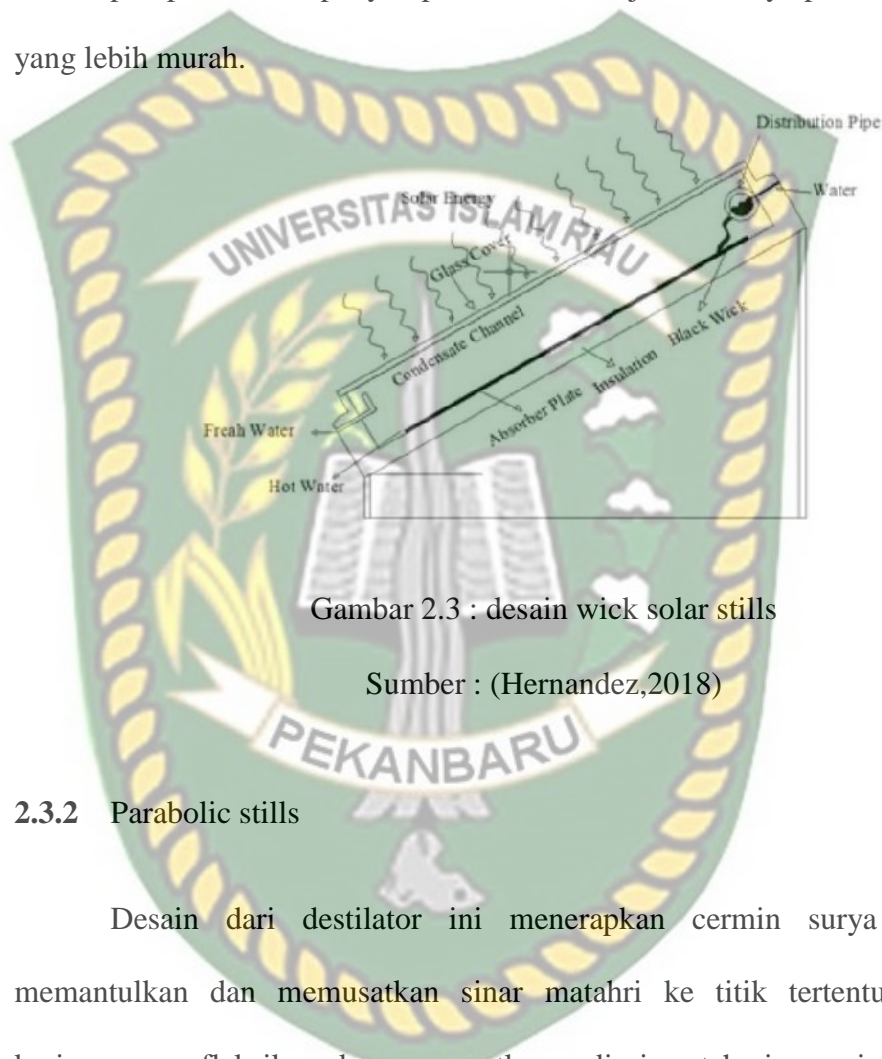 yang lebih murah.
Distribution Pipe
Water
Solar Energy
UNIVERSITAS ISLAM RIAU
Glass Cover
Condensate Channel
Black Wick
Insulation
Absorber Plate
Freah Water
Hot Water
Gambar 2.3 : desain wick solar stills
Sumber : (Hernandez,2018)
PEKANBARU
2.3.2 Parabolic stills
Desain dari destilator ini menerapkan cermin surya
memantulkan dan memusatkan sinar matahri ke titik tertentu